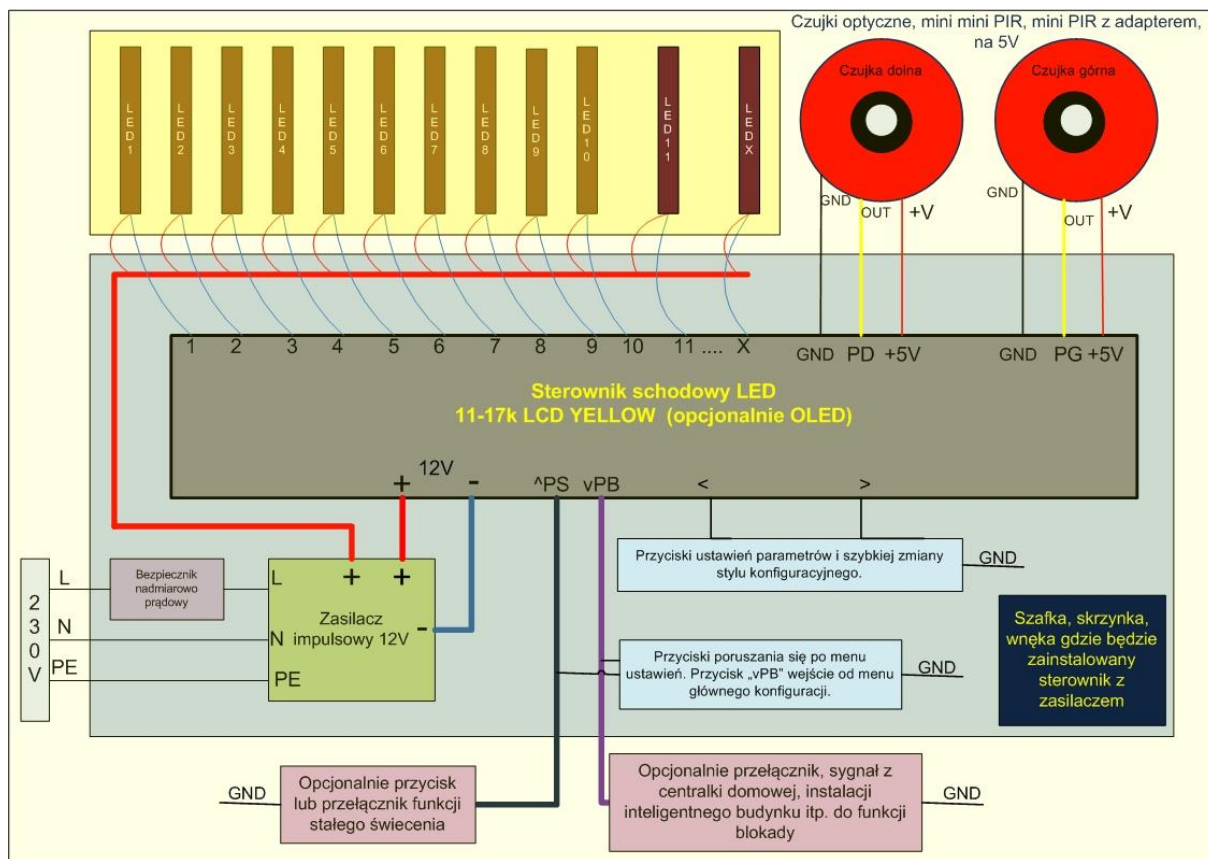 Czujki optyczne, mini mini PIR, mini PIR z adapterem,
na 5V
LED1
LED2
LED3
LED4
LED5
LED6
LED7
LED8
LED9
LED10
LED11
LEDX
Czujka dolna
Czujka górna
GND
OUT
+V
GND
OUT
+V
1 2 3 4 5 6 7 8 9 10 11 .... X
GND PD +5V
GND PG +5V
Sterownik schodowy LED
11-17k LCD YELLOW (opcjonalnie OLED)
12V
+ -
^PS vPB
< >
230V
L
N
PE
Bezpiecznik
nadmiarowo
prądowy
+ +
L
N
PE
-
Zasilacz
impulsowy 12V
Przyciski ustawień parametrów i szybkiej zmiany
stylu konfiguracyjnego.
GND
Przyciski poruszania się po menu
ustawień. Przycisk „vPB” wejście od menu
głównego konfiguracji.
GND
Szafka, skrzynka,
wnęka gdzie będzie
zainstalowany
sterownik z
zasilaczem
GND
Opcjonalnie przycisk
lub przełącznik funkcji
stałego świecenia
Opcjonalnie przełącznik, sygnał z
centralki domowej, instalacji
inteligentnego budynku itp. do funkcji
blokady
GND